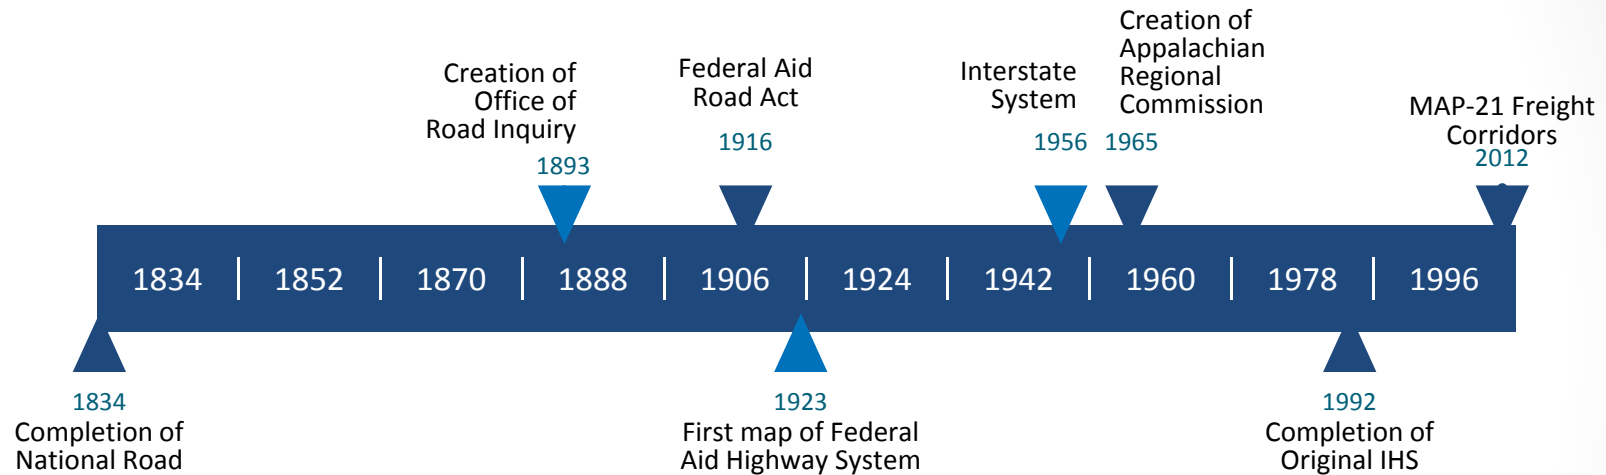 Creation of
Office of
Road Inquiry
1893
Federal Aid
Road Act
1916
Interstate
System
1956
Creation of
Appalachian
Regional
Commission
1965
MAP-21 Freight
Corridors
2012
1834 1852 1870 1888 1906 1924 1942 1960 1978 1996
1834
Completion of
National Road
1923
First map of Federal
Aid Highway System
1992
Completion of
Original IHS